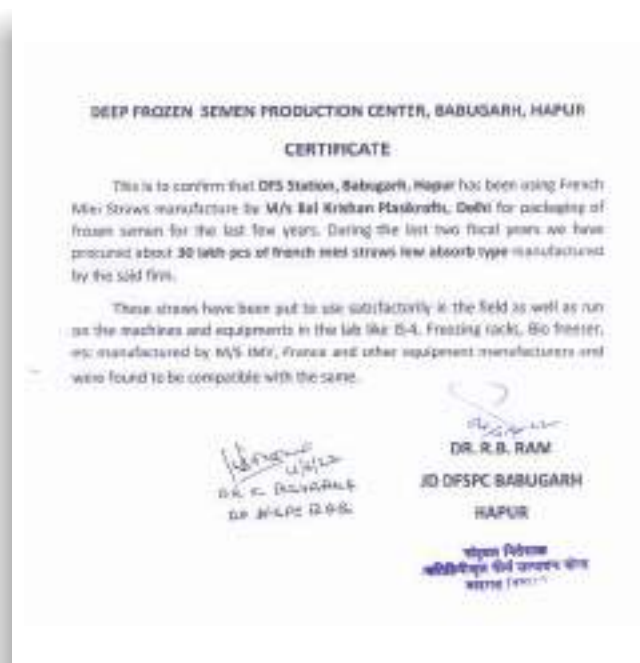 DEEP FROZEN SEMEN PRODUCTION CENTER, BABUGARH, HAPUR
CERTIFICATE
This is to confirm that DFS Station, Babugarh, Hapur has been using French
Mini Straws manufacture by M/s Bal Krishan Plaskrafts, Delhi for packaging of
frozen semen for the last few years. During the last two fiscal years we have
procured about 30 lakh pcs of french mini straws low absorb type manufactured
by the said firm.
These straws have been put to use satisfactorily in the field as well as run
on the machines and equipments in the lab like IS-4, Freezing racks, Bio freezer,
etc manufactured by M/S IMV, France and other equipment manufacturers and
were found to be compatible with the same.
DR. R.B. RAM
JD DFSPC BABUGARH
HAPUR
संयुक्त निदेशक